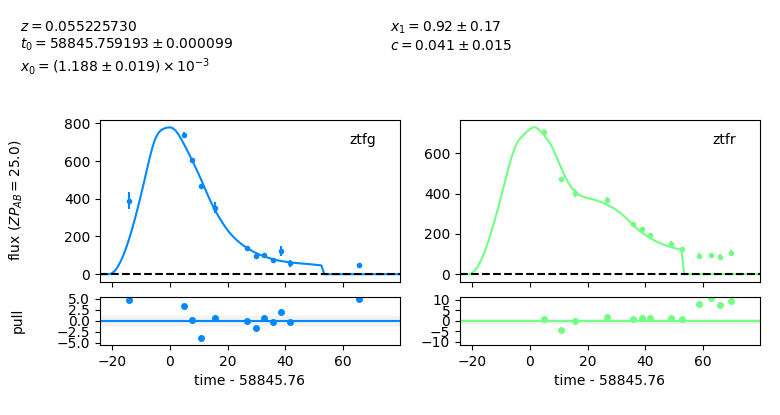 z = 0.055225730
t₀ = 58845.759193 ± 0.000099
x₀ = (1.188 ± 0.019) × 10⁻³
x₁ = 0.92 ± 0.17
c = 0.041 ± 0.015
flux (ZP_AB = 25.0)
800
600
400
200
0
ztfg
600
400
200
0
ztfr
pull
5.0
2.5
0.0
−2.5
−5.0
−20 0 20 40 60
time - 58845.76
10
5
0
−5
−10
−20 0 20 40 60
time - 58845.76